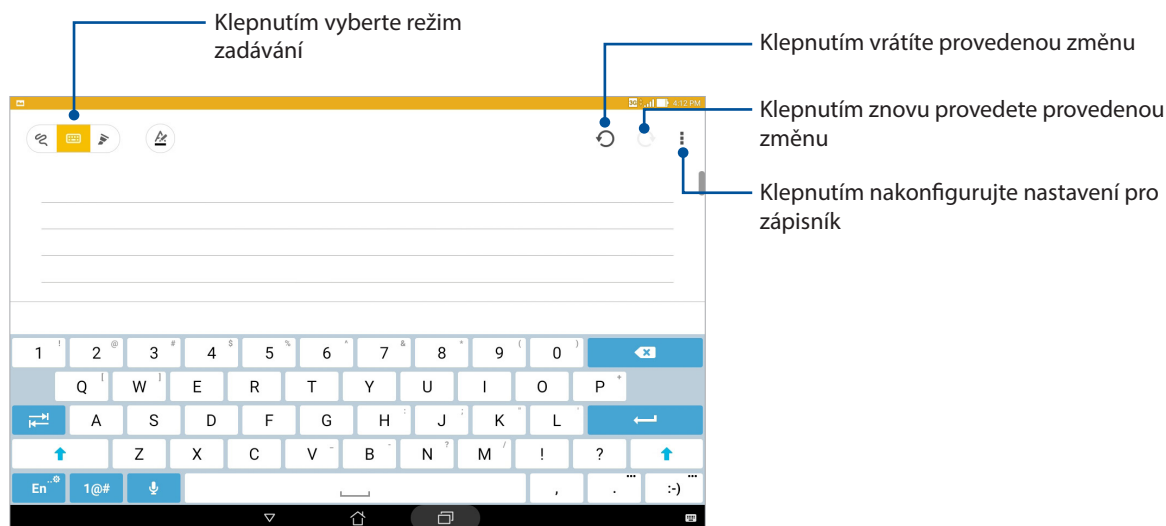 Klepnutím vyberte režim
zadávání
Klepnutím vrátíte provedenou změnu
Klepnutím znovu provedete provedenou
změnu
Klepnutím nakonfigurujte nastavení pro
zápisník
3G 4:12 PM
1 ! 2 @ 3 # 4 $ 5 % 6 ^ 7 & 8 * 9 ( 0 )
Q [ W ] E R T Y U I O P +
A S D F G H : J ; K " L '
Z X C V ~ B - N ? M / ! ?
En 1@# , . ... :-) ...